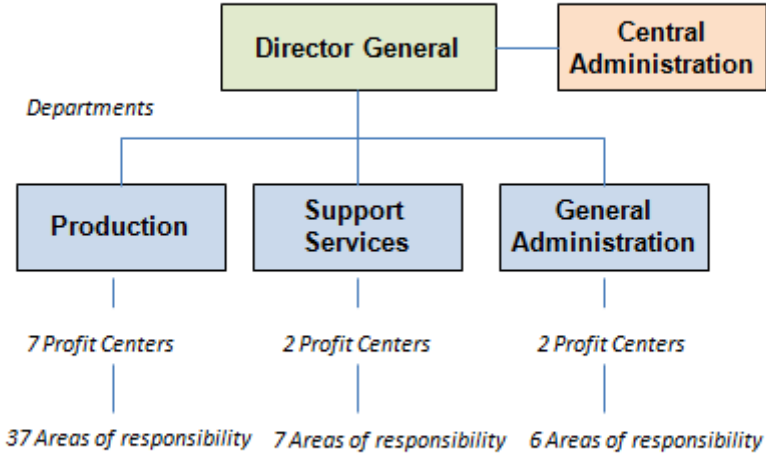 Director General
Central
Administration
Departments
Production
Support
Services
General
Administration
7 Profit Centers
2 Profit Centers
2 Profit Centers
37 Areas of responsibility
7 Areas of responsibility
6 Areas of responsibility